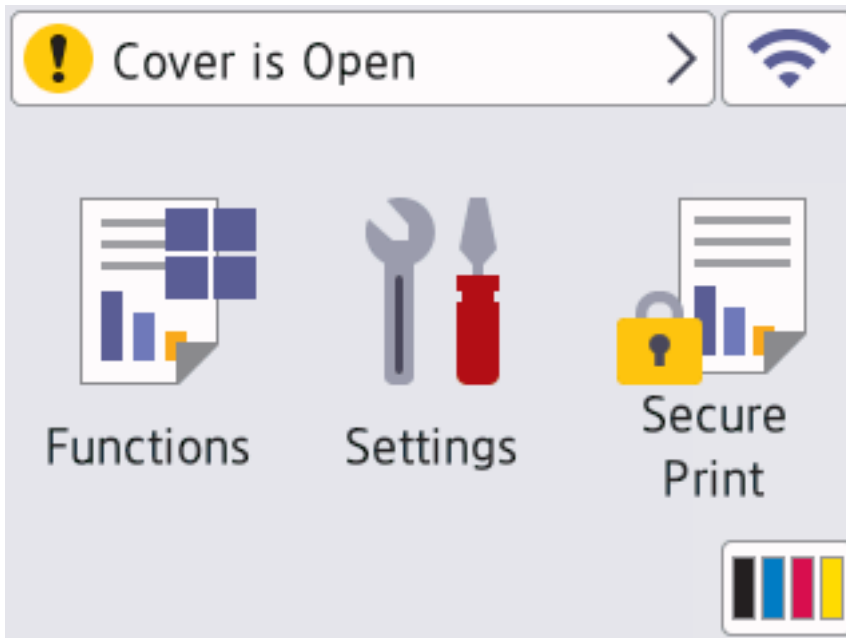 Cover is Open
Functions
Settings
Secure
Print